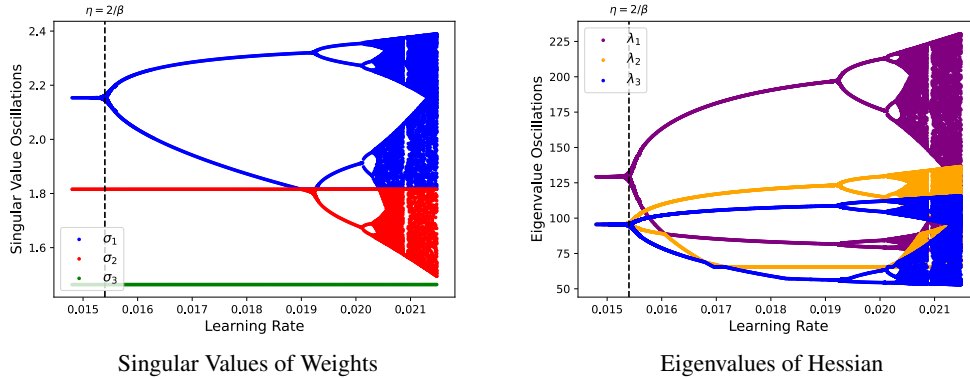 η = 2/β
Singular Value Oscillations
2.4
2.2
2.0
1.8
1.6
σ1
σ2
σ3
0.015 0.016 0.017 0.018 0.019 0.020 0.021
Learning Rate
Singular Values of Weights
η = 2/β
Eigenvalue Oscillations
225
200
175
150
125
100
75
50
λ1
λ2
λ3
0.015 0.016 0.017 0.018 0.019 0.020 0.021
Learning Rate
Eigenvalues of Hessian